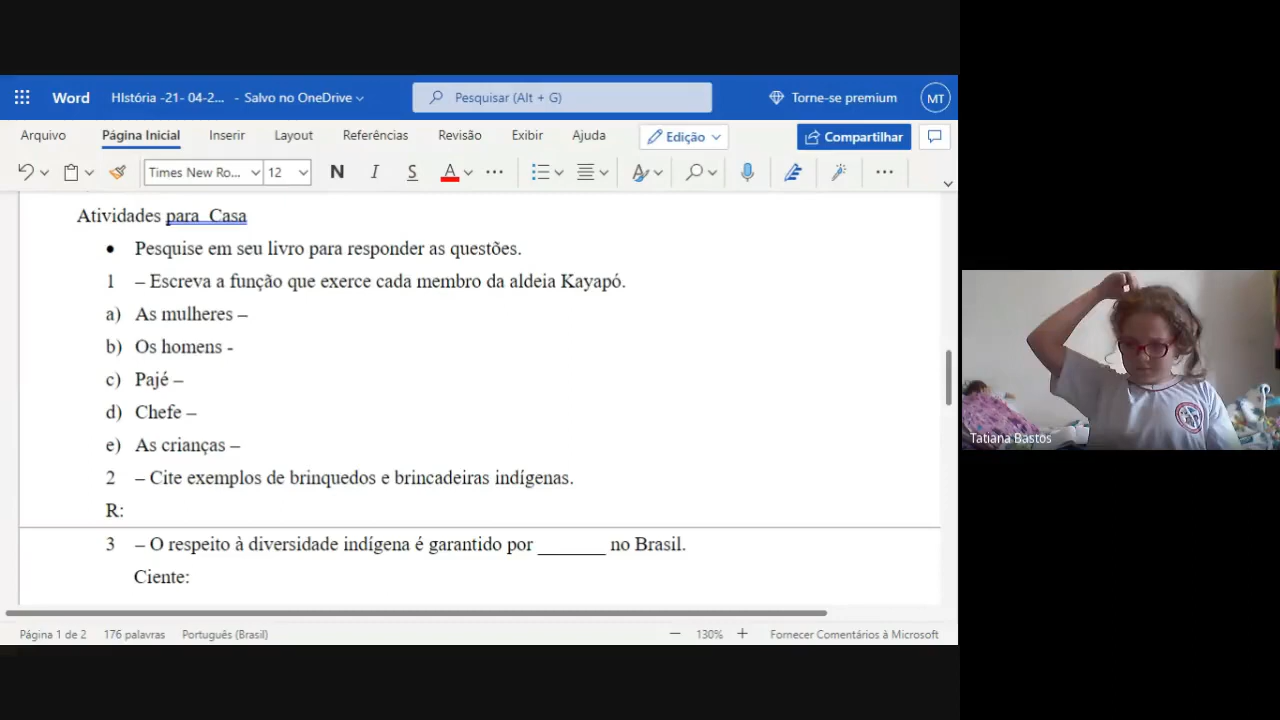 Word
HIstória -21- 04-2... - Salvo no OneDrive
Pesquisar (Alt + G)
Torne-se premium
MT
Arquivo
Página Inicial
Inserir
Layout
Referências
Revisão
Exibir
Ajuda
Edição
Compartilhar
Times New Ro...
12
N
I
S
A
Atividades para Casa
• Pesquise em seu livro para responder as questões.
1 – Escreva a função que exerce cada membro da aldeia Kayapó.
a) As mulheres –
b) Os homens -
c) Pajé –
d) Chefe –
e) As crianças –
2 – Cite exemplos de brinquedos e brincadeiras indígenas.
R:
3 – O respeito à diversidade indígena é garantido por _______ no Brasil.
Ciente:
Página 1 de 2
176 palavras
Português (Brasil)
130%
Fornecer Comentários à Microsoft
Tatiana Bastos